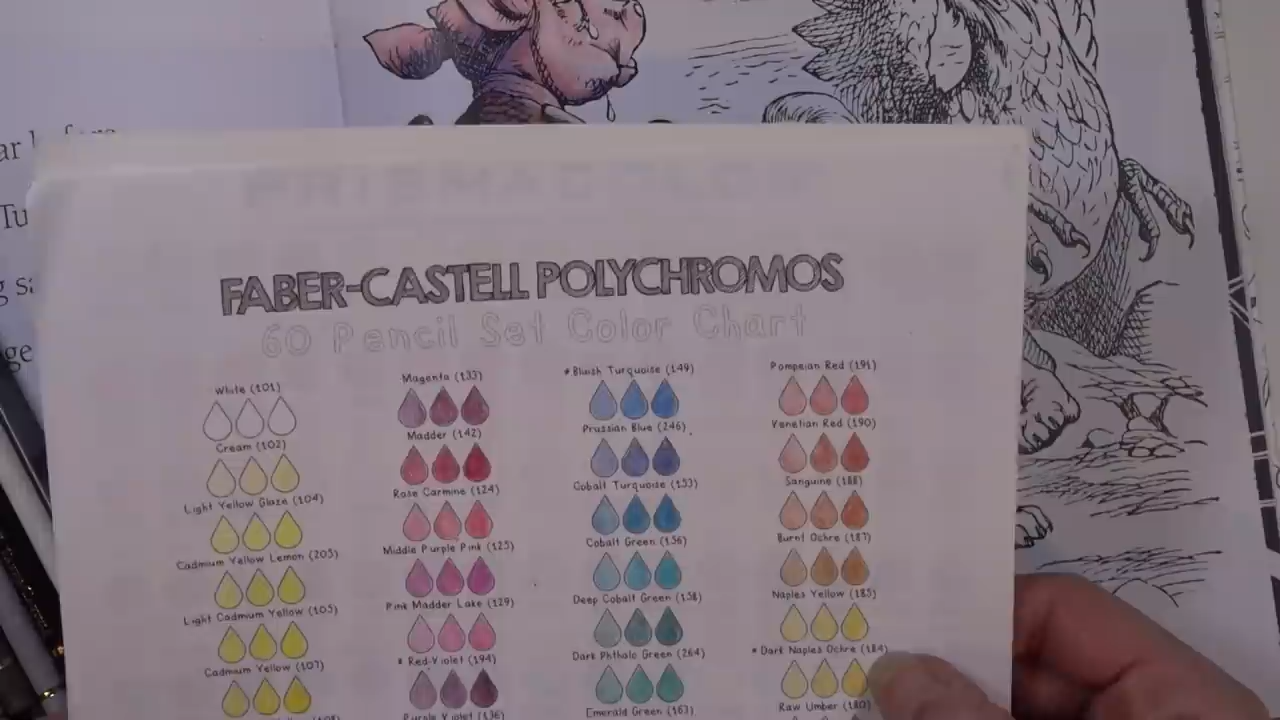 FABER-CASTELL POLYCHROMOS
60 Pencil Set Color Chart
White (101)
Cream (102)
Light Yellow Glaze (104)
Cadmium Yellow Lemon (205)
Light Cadmium Yellow (105)
Cadmium Yellow (107)
Magenta (133)
Madder (142)
Rose Carmine (124)
Middle Purple Pink (125)
Pink Madder Lake (129)
* Red-Violet (194)
Purple Violet (136)
* Bluish Turquoise (149)
Prussian Blue (246)
Cobalt Turquoise (153)
Cobalt Green (156)
Deep Cobalt Green (158)
Dark Phthalo Green (264)
Emerald Green (163)
Pompeian Red (191)
Venetian Red (190)
Sanguine (188)
Burnt Ochre (187)
Naples Yellow (185)
* Dark Naples Ochre (184)
Raw Umber (180)